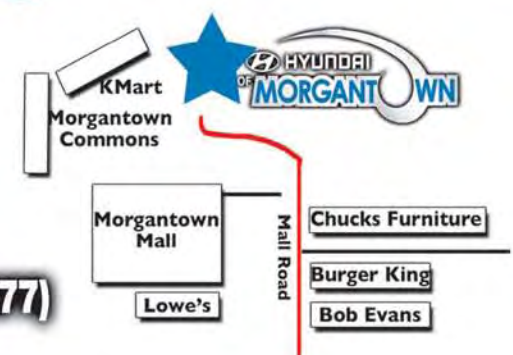 HYUNDAI
OF MORGANTOWN
KMart
Morgantown
Commons
Morgantown
Mall
Mall Road
Chucks Furniture
Burger King
Lowe's
Bob Evans
77)